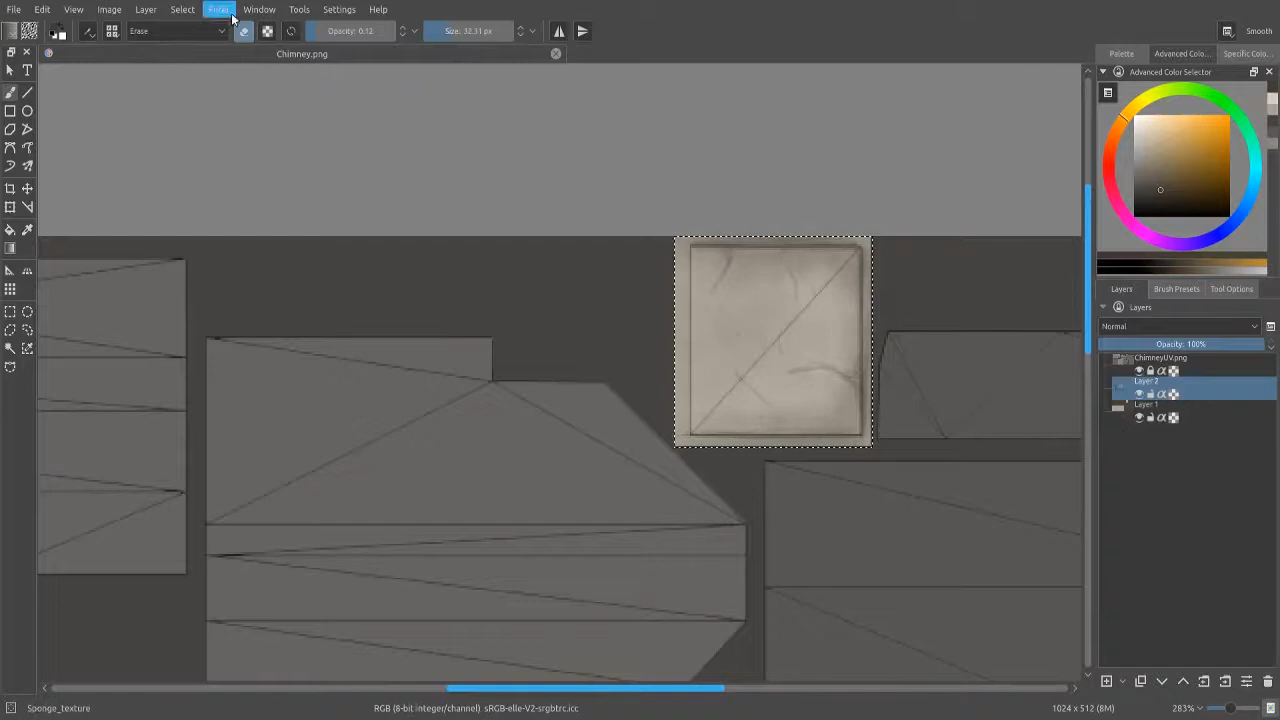 File Edit View Image Layer Select Filter Window Tools Settings Help
Erase Opacity: 0.12 Size: 32.31 px Smooth
Chimney.png Palette Advanced Colo... Specific Colo...
Advanced Color Selector
Layers Brush Presets Tool Options
Layers
Normal
Opacity: 100%
ChimneyUV.png
Layer 2
Layer 1
Sponge_texture RGB (8-bit integer/channel) sRGB-elle-V2-srgbtrc.icc 1024 x 512 (8M) 283%